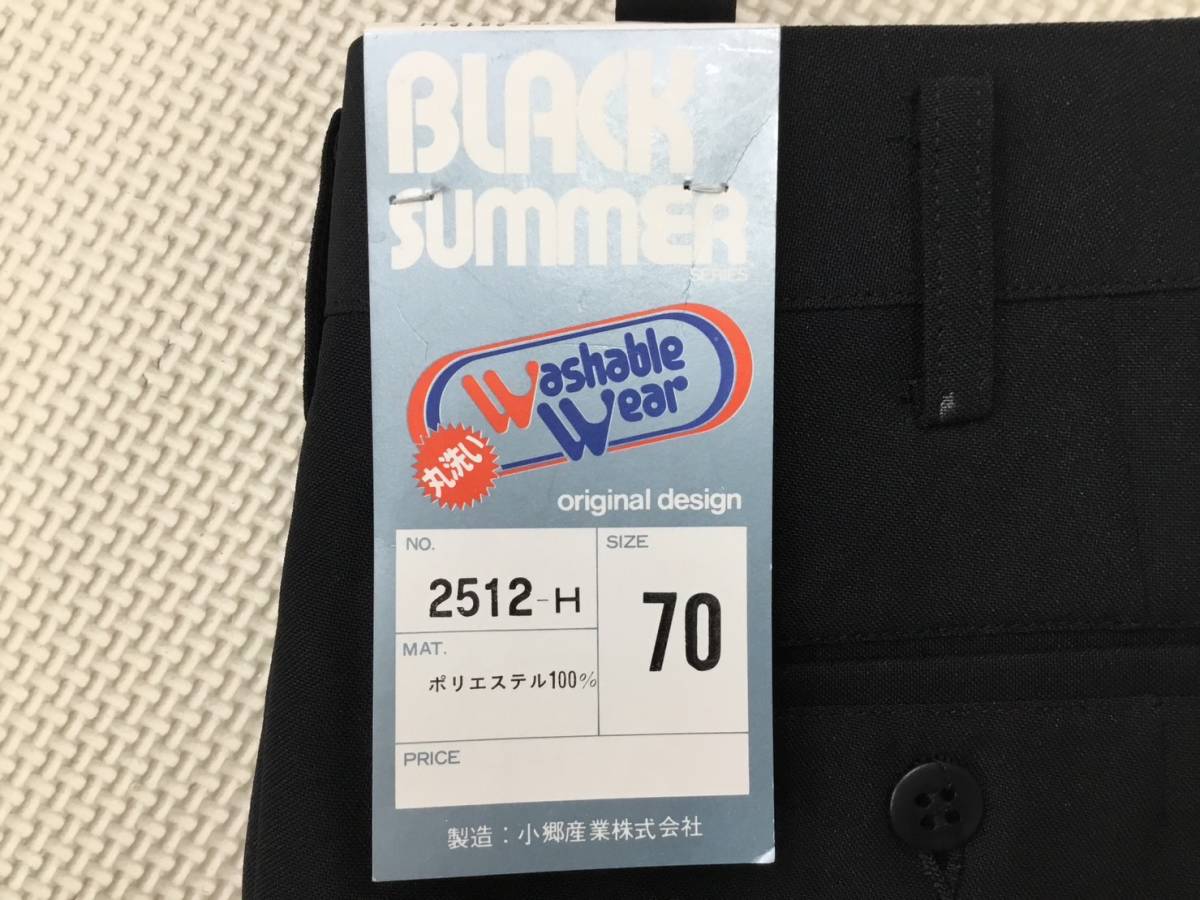 BLACK
SUMMER
SERIES
Washable
Wear
丸洗い
original design
NO.
2512-H
SIZE
70
MAT.
ポリエステル100%
PRICE
製造：小郷産業株式会社